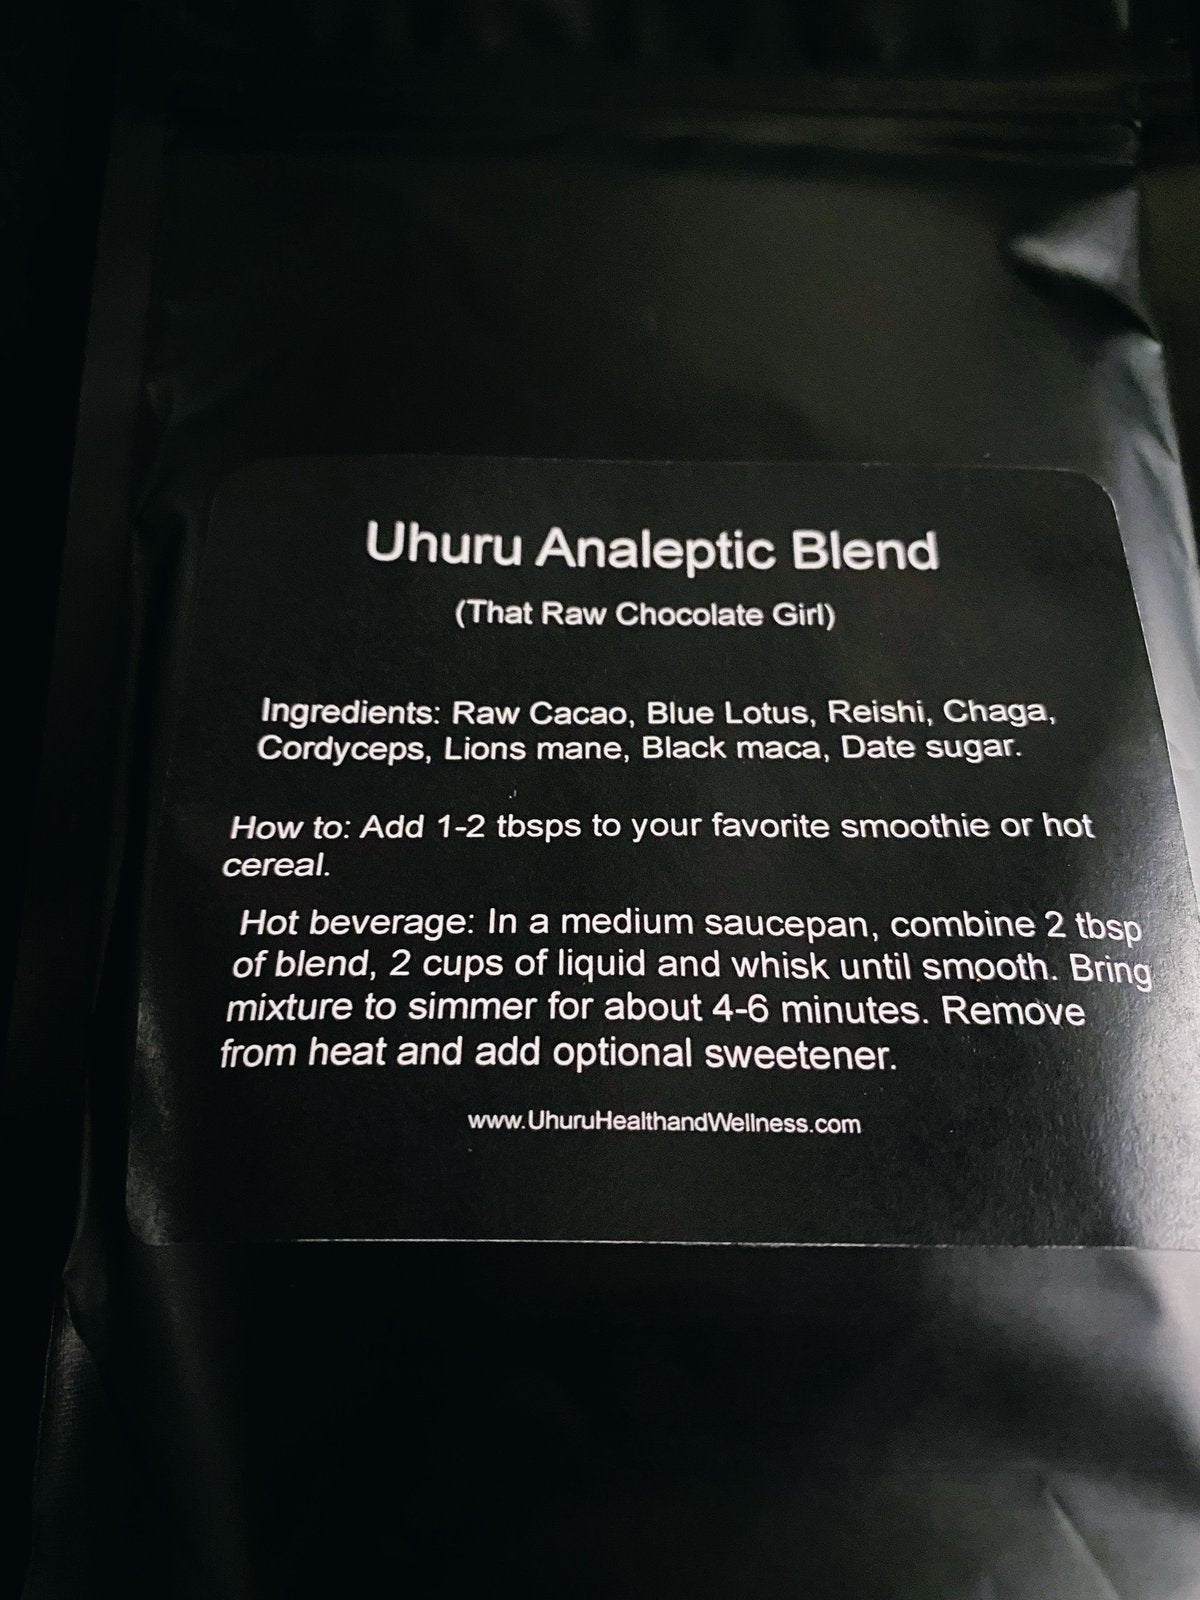 Uhuru Analeptic Blend
(That Raw Chocolate Girl)
Ingredients: Raw Cacao, Blue Lotus, Reishi, Chaga,
Cordyceps, Lions mane, Black maca, Date sugar.
How to: Add 1-2 tbsps to your favorite smoothie or hot
cereal.
Hot beverage: In a medium saucepan, combine 2 tbsp
of blend, 2 cups of liquid and whisk until smooth. Bring
mixture to simmer for about 4-6 minutes. Remove
from heat and add optional sweetener.
www.UhuruHealthandWellness.com